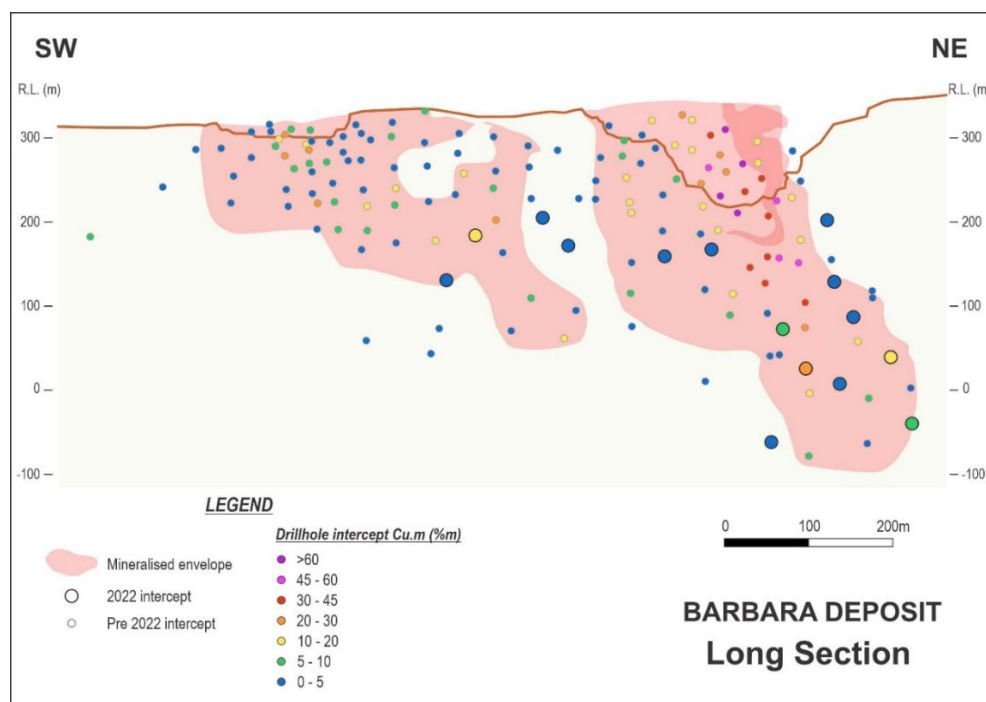 SW
NE
R.L. (m)
R.L. (m)
300
300
200
200
100
100
0
0
-100
-100
LEGEND
Drillhole intercept Cu.m (%m)
>60
45 - 60
30 - 45
20 - 30
10 - 20
5 - 10
0 - 5
Mineralised envelope
2022 intercept
Pre 2022 intercept
0 100 200m
BARBARA DEPOSIT
Long Section